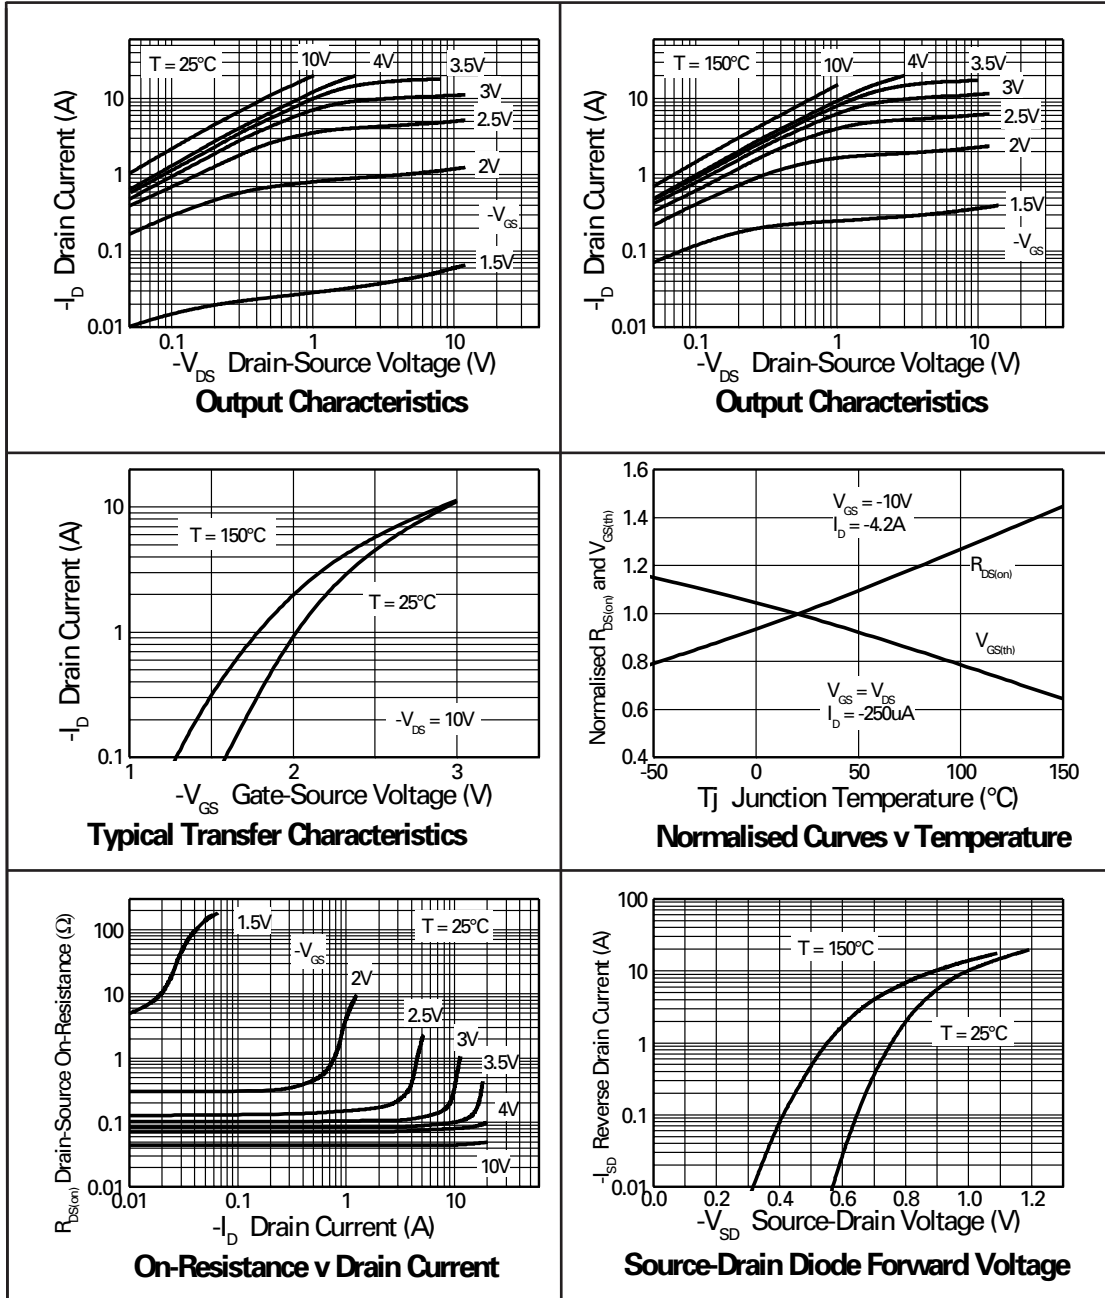 T = 25°C
10V
4V
3.5V
3V
2.5V
2V
-VGS
1.5V
10
1
0.1
0.01
-ID Drain Current (A)
0.1
1
10
-VDS Drain-Source Voltage (V)
Output Characteristics
T = 150°C
10V
4V
3.5V
3V
2.5V
2V
1.5V
-VGS
10
1
0.1
0.01
-ID Drain Current (A)
0.1
1
10
-VDS Drain-Source Voltage (V)
Output Characteristics
10
1
0.1
-ID Drain Current (A)
T = 150°C
T = 25°C
-VDS = 10V
1
2
3
-VGS Gate-Source Voltage (V)
Typical Transfer Characteristics
1.6
1.4
1.2
1.0
0.8
0.6
0.4
Normalised RDS(on) and VGS(th)
VGS = -10V
ID = -4.2A
RDS(on)
VGS(th)
VGS = VDS
ID = -250uA
-50
0
50
100
150
Tj Junction Temperature (°C)
Normalised Curves v Temperature
100
10
1
0.1
0.01
RDS(on) Drain-Source On-Resistance (Ω)
1.5V
-VGS
T = 25°C
2V
2.5V
3V
3.5V
4V
10V
0.01
0.1
1
10
-ID Drain Current (A)
On-Resistance v Drain Current
100
10
1
0.1
0.01
-ISD Reverse Drain Current (A)
T = 150°C
T = 25°C
0.0
0.2
0.4
0.6
0.8
1.0
1.2
-VSD Source-Drain Voltage (V)
Source-Drain Diode Forward Voltage